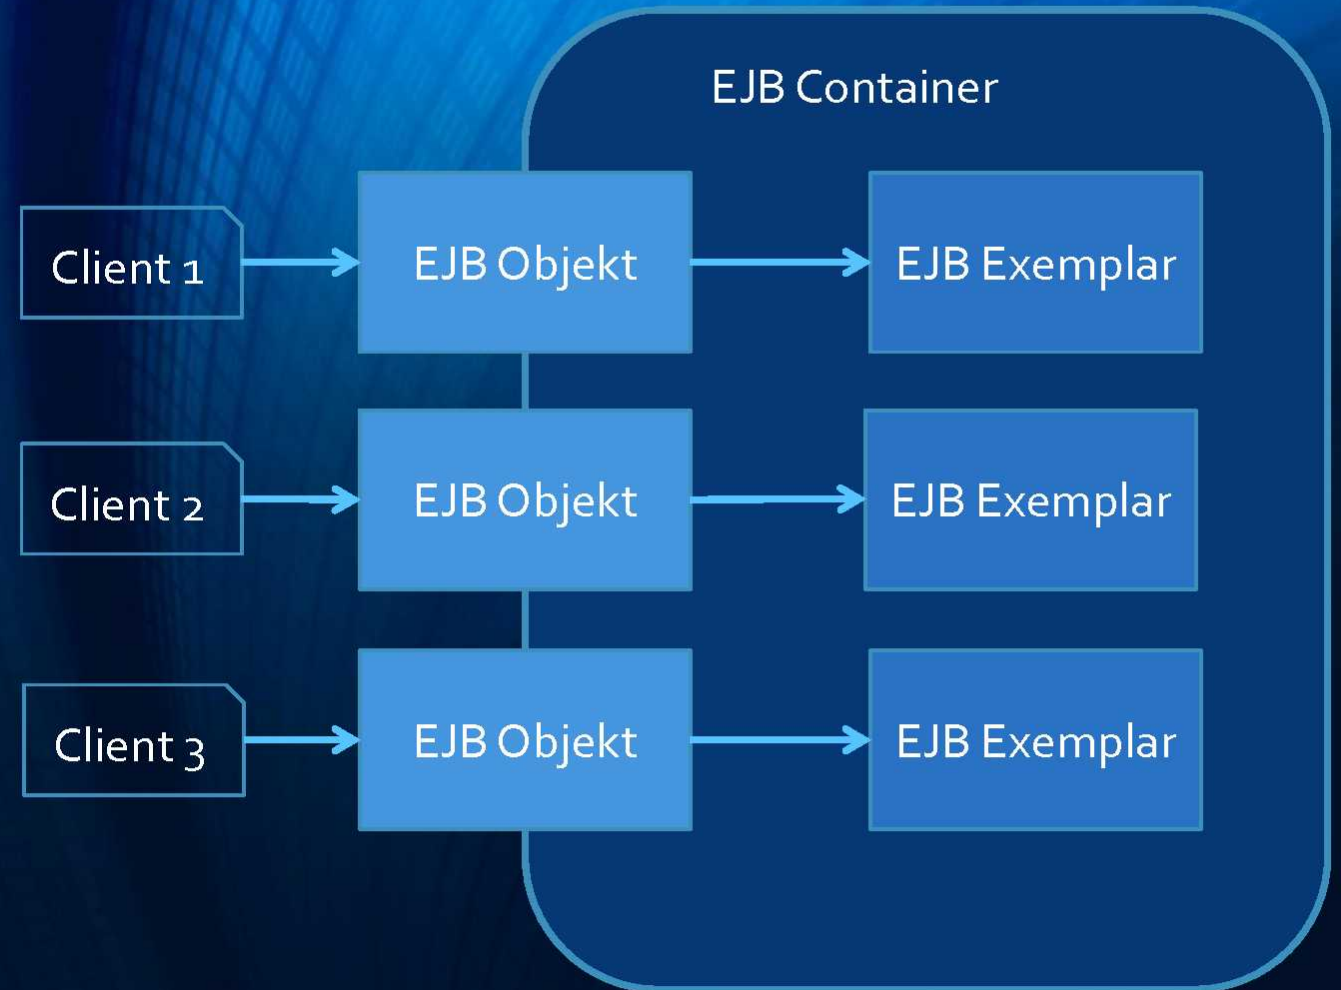 EJB Container
Client 1
EJB Objekt
EJB Exemplar
Client 2
EJB Objekt
EJB Exemplar
Client 3
EJB Objekt
EJB Exemplar